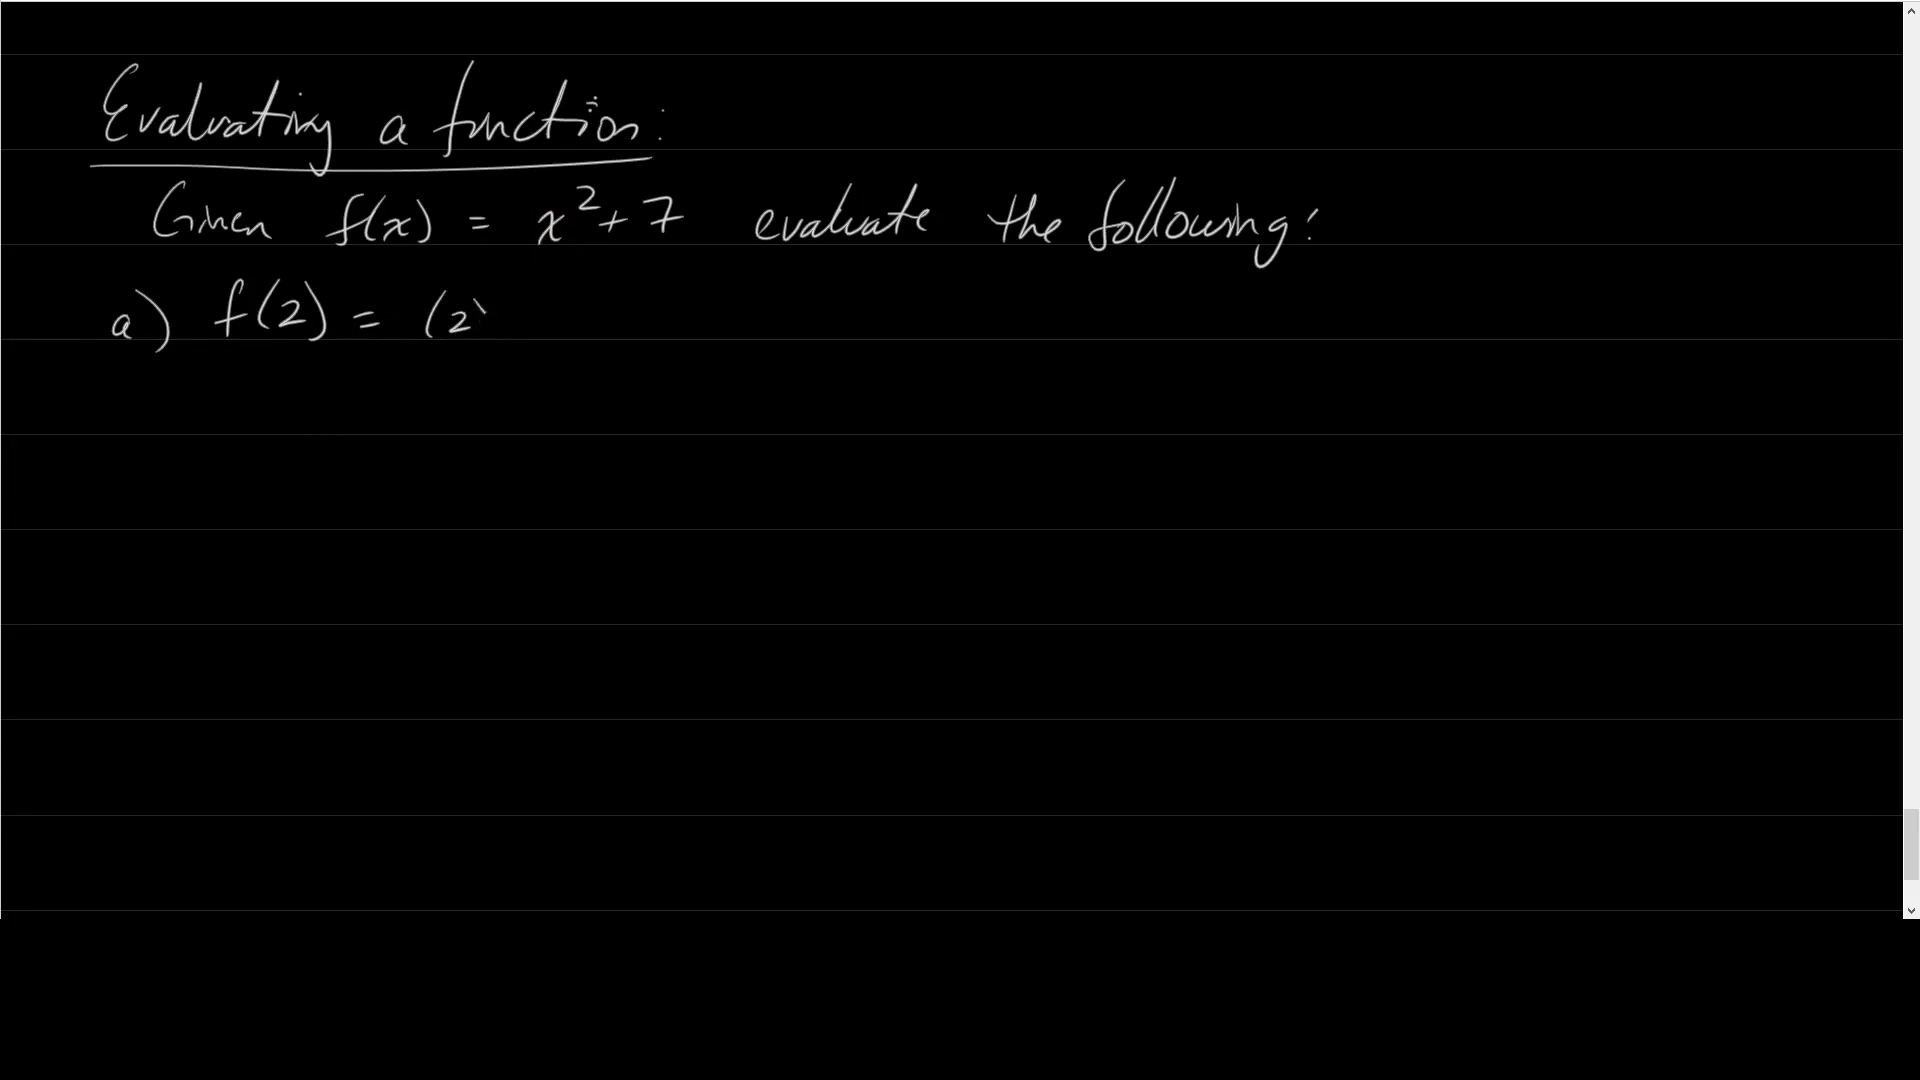 Evaluating a function:
Given f(x) = x² + 7 evaluate the following:
a) f(2) = (2)